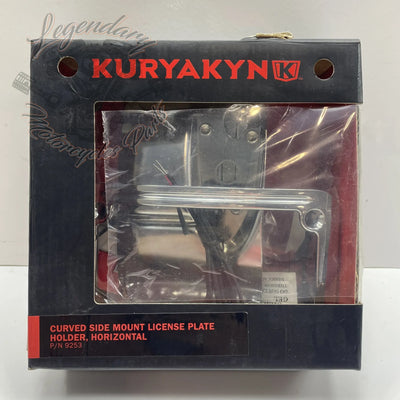 Legendary
Motorcycle Parts
KURYAKYN K
CURVED SIDE MOUNT LICENSE PLATE
HOLDER, HORIZONTAL
P/N 9253